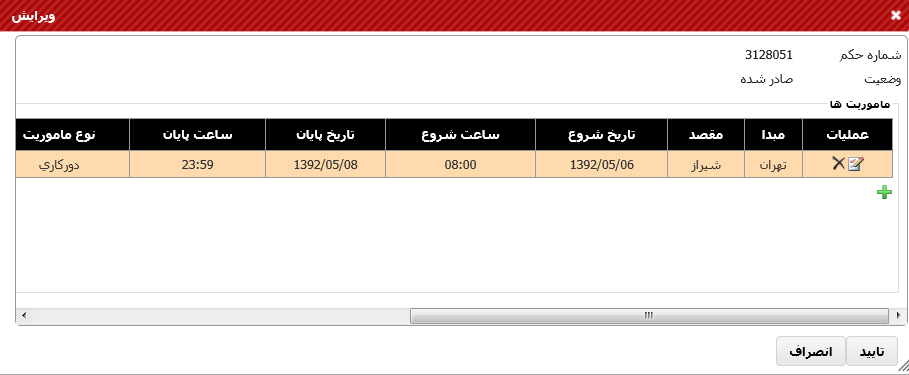 ویرایش
شماره حکم 3128051
وضعیت صادر شده
ماموریت ها
عملیات مبدا مقصد تاریخ شروع ساعت شروع تاریخ پایان ساعت پایان نوع ماموریت
تهران شیراز 1392/05/06 08:00 1392/05/08 23:59 دورکاري
تایید انصراف